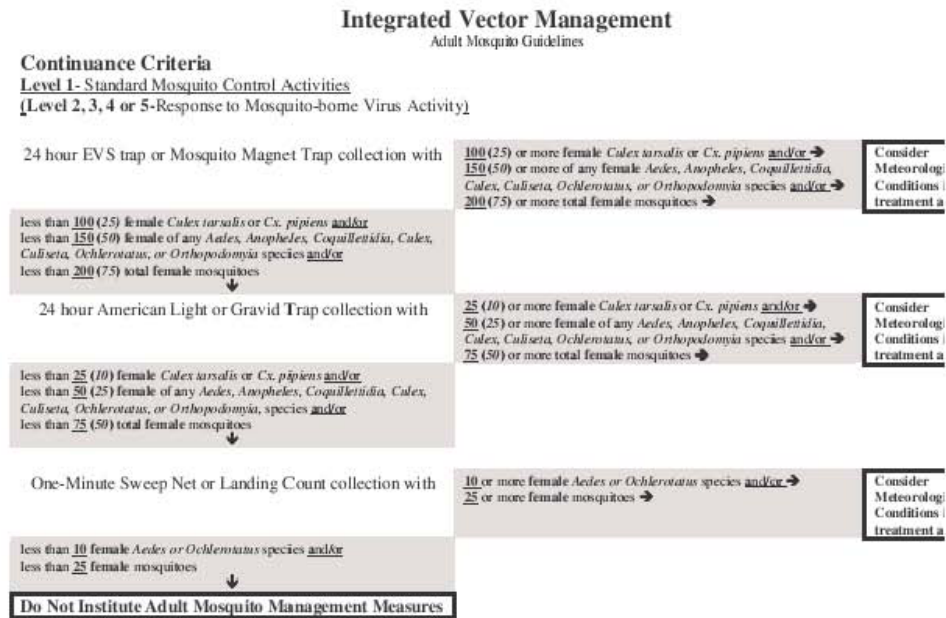 Integrated Vector Management
Adult Mosquito Guidelines
Continuance Criteria
Level 1- Standard Mosquito Control Activities
(Level 2, 3, 4 or 5-Response to Mosquito-borne Virus Activity)
24 hour EVS trap or Mosquito Magnet Trap collection with
100 (25) or more female Culex tarsalis or Cx. pipiens and/or ➔
150 (50) or more of any female Aedes, Anopheles, Coquillettidia,
Culex, Culiseta, Ochlerotatus, or Orthopodomyia species and/or ➔
200 (75) or more total female mosquitoes ➔
Consider
Meteorolog
Conditions
treatment a
less than 100 (25) female Culex tarsalis or Cx. pipiens and/or
less than 150 (50) female of any Aedes, Anopheles, Coquillettidia, Culex,
Culiseta, Ochlerotatus, or Orthopodomyia species and/or
less than 200 (75) total female mosquitoes
🡻
24 hour American Light or Gravid Trap collection with
25 (10) or more female Culex tarsalis or Cx. pipiens and/or ➔
50 (25) or more female of any Aedes, Anopheles, Coquillettidia,
Culex, Culiseta, Ochlerotatus, or Orthopodomyia species and/or ➔
75 (50) or more total female mosquitoes ➔
Consider
Meteorolog
Conditions
treatment a
less than 25 (10) female Culex tarsalis or Cx. pipiens and/or
less than 50 (25) female of any Aedes, Anopheles, Coquillettidia, Culex,
Culiseta, Ochlerotatus, or Orthopodomyia, species and/or
less than 75 (50) total female mosquitoes
🡻
One-Minute Sweep Net or Landing Count collection with
10 or more female Aedes or Ochlerotatus species and/or ➔
25 or more female mosquitoes ➔
Consider
Meteorolog
Conditions
treatment a
less than 10 female Aedes or Ochlerotatus species and/or
less than 25 female mosquitoes
🡻
Do Not Institute Adult Mosquito Management Measures